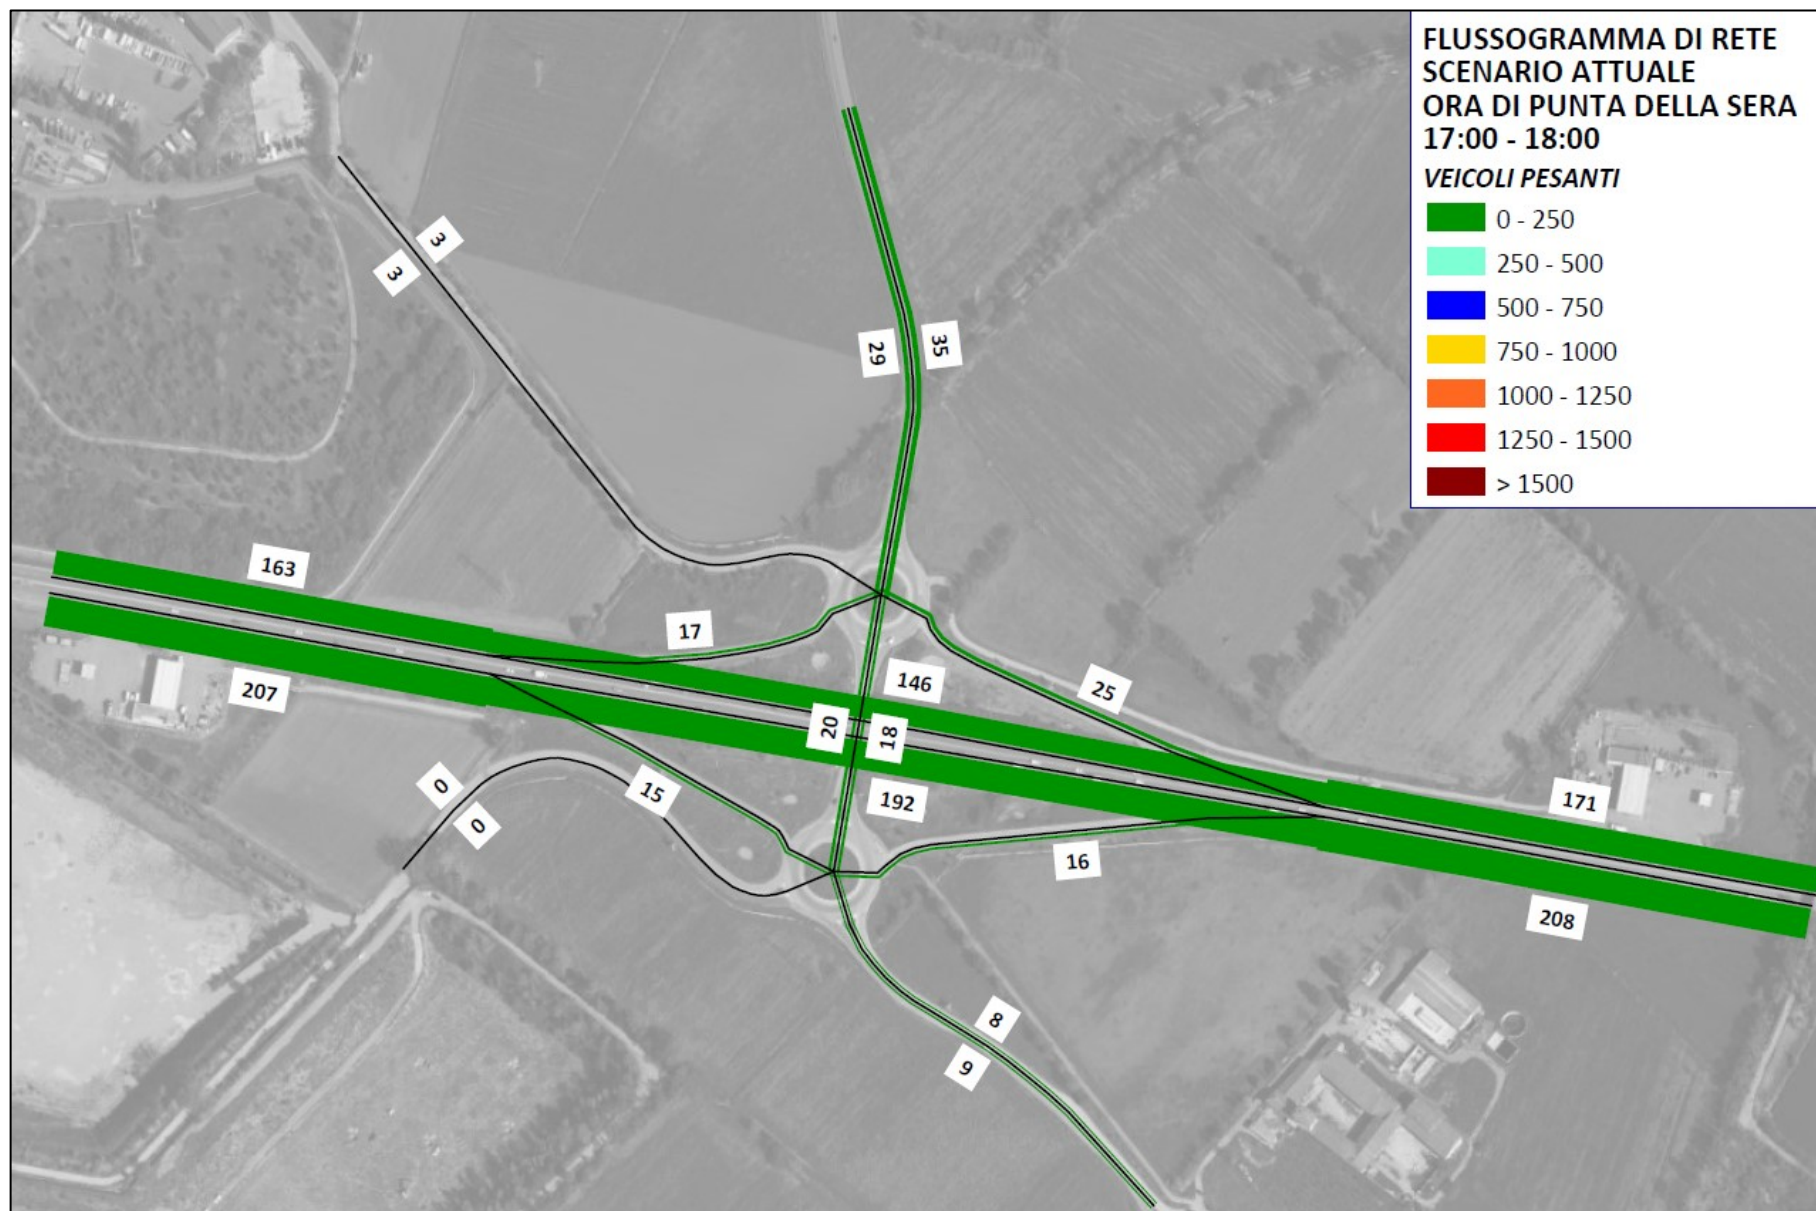 FLUSSOGRAMMA DI RETE
SCENARIO ATTUALE
ORA DI PUNTA DELLA SERA
17:00 - 18:00
VEICOLI PESANTI
0 - 250
250 - 500
500 - 750
750 - 1000
1000 - 1250
1250 - 1500
> 1500
3
3
29
35
163
17
207
146
25
20
18
15
0
0
192
171
16
208
8
9